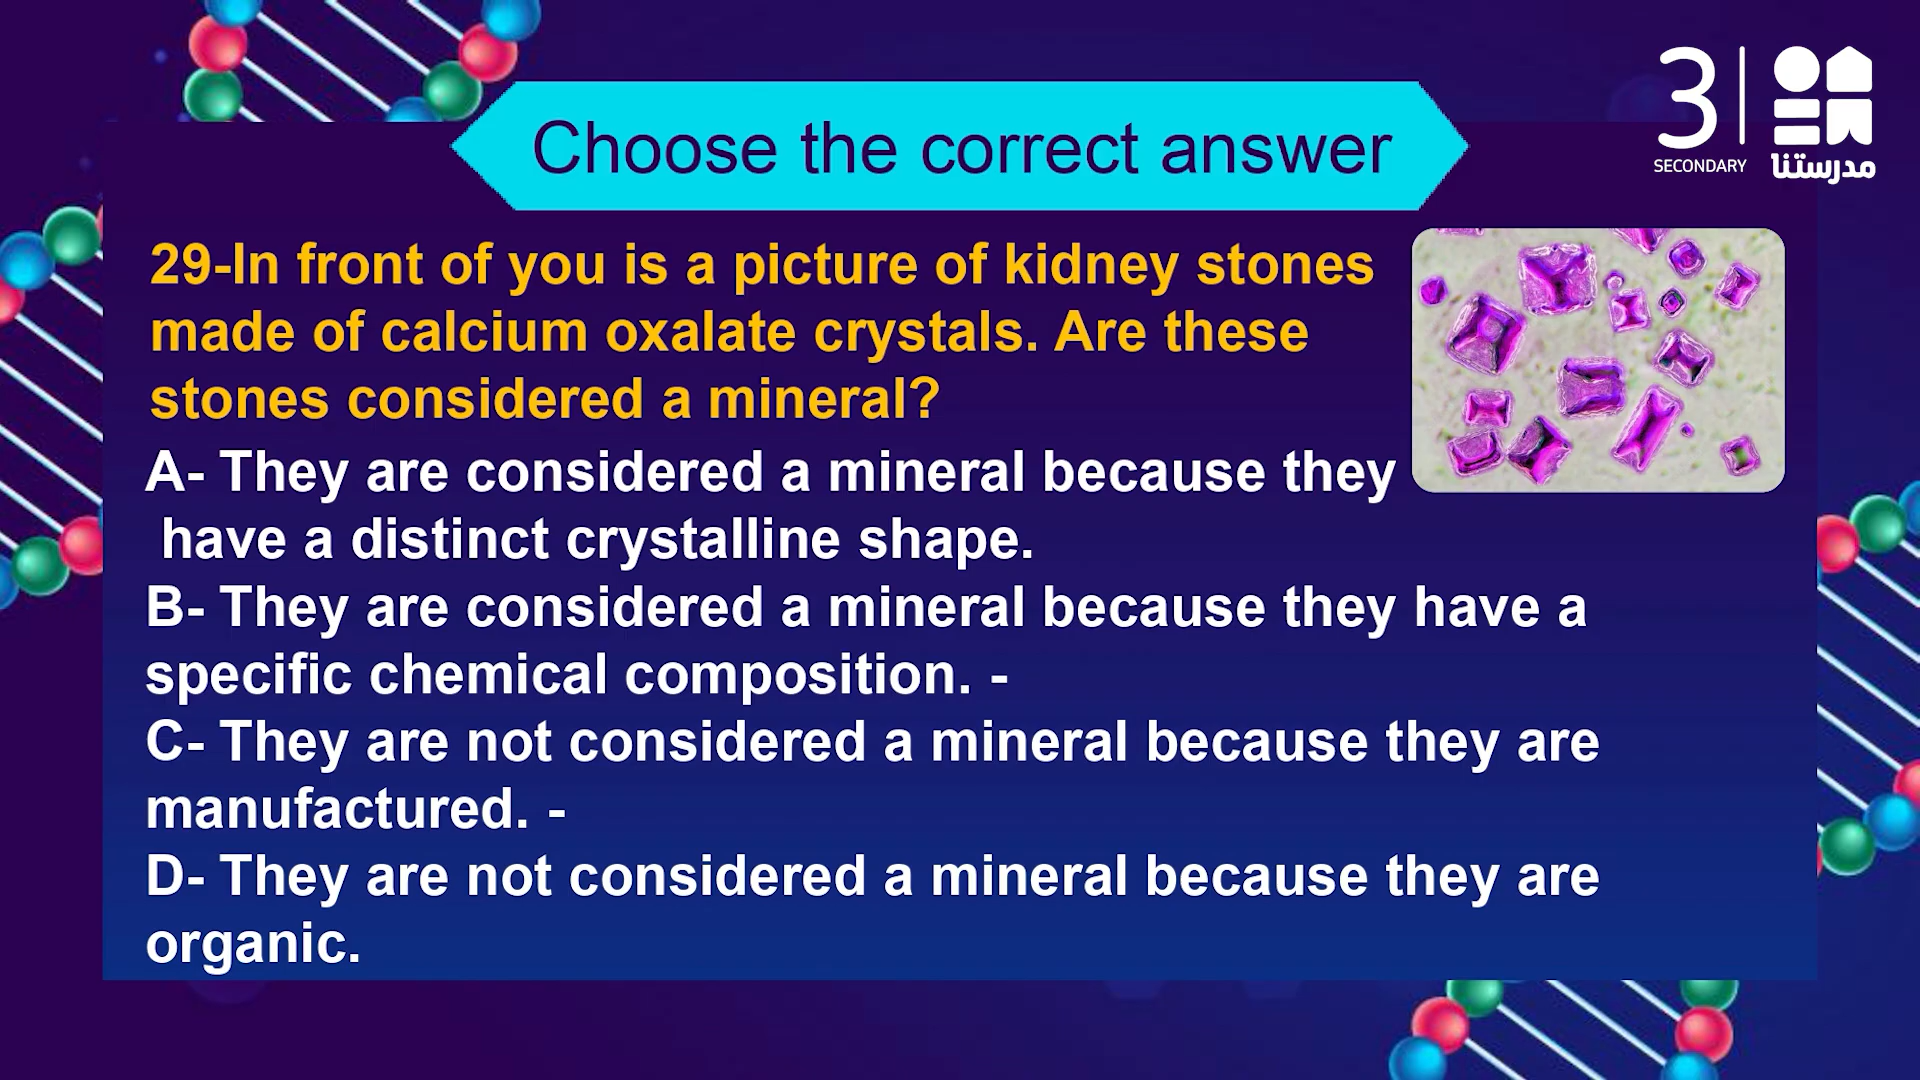 3
SECONDARY
مدرستنا
Choose the correct answer
29-In front of you is a picture of kidney stones
made of calcium oxalate crystals. Are these
stones considered a mineral?
A- They are considered a mineral because they
have a distinct crystalline shape.
B- They are considered a mineral because they have a
specific chemical composition. -
C- They are not considered a mineral because they are
manufactured. -
D- They are not considered a mineral because they are
organic.